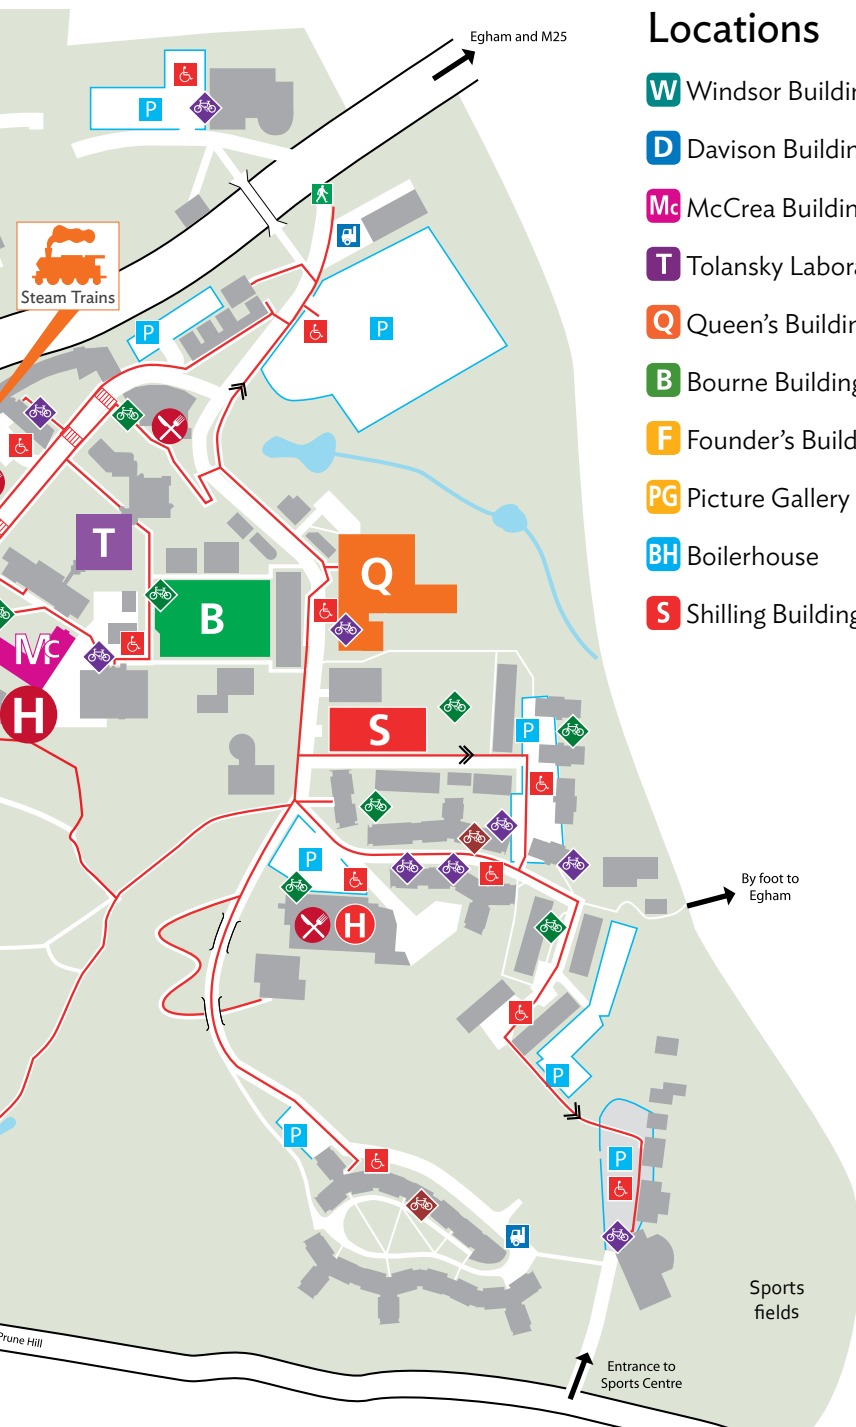 Egham and M25
Locations
W Windsor Buildin
D Davison Buildin
Mc McCrea Buildin
T Tolansky Labora
Q Queen's Buildin
B Bourne Building
F Founder's Build
PG Picture Gallery
BH Boilerhouse
S Shilling Building
P
Steam Trains
P
P
T
Q
B
Mc
H
S
P
P
By foot to
Egham
H
P
P
P
Sports
fields
Prune Hill
Entrance to
Sports Centre